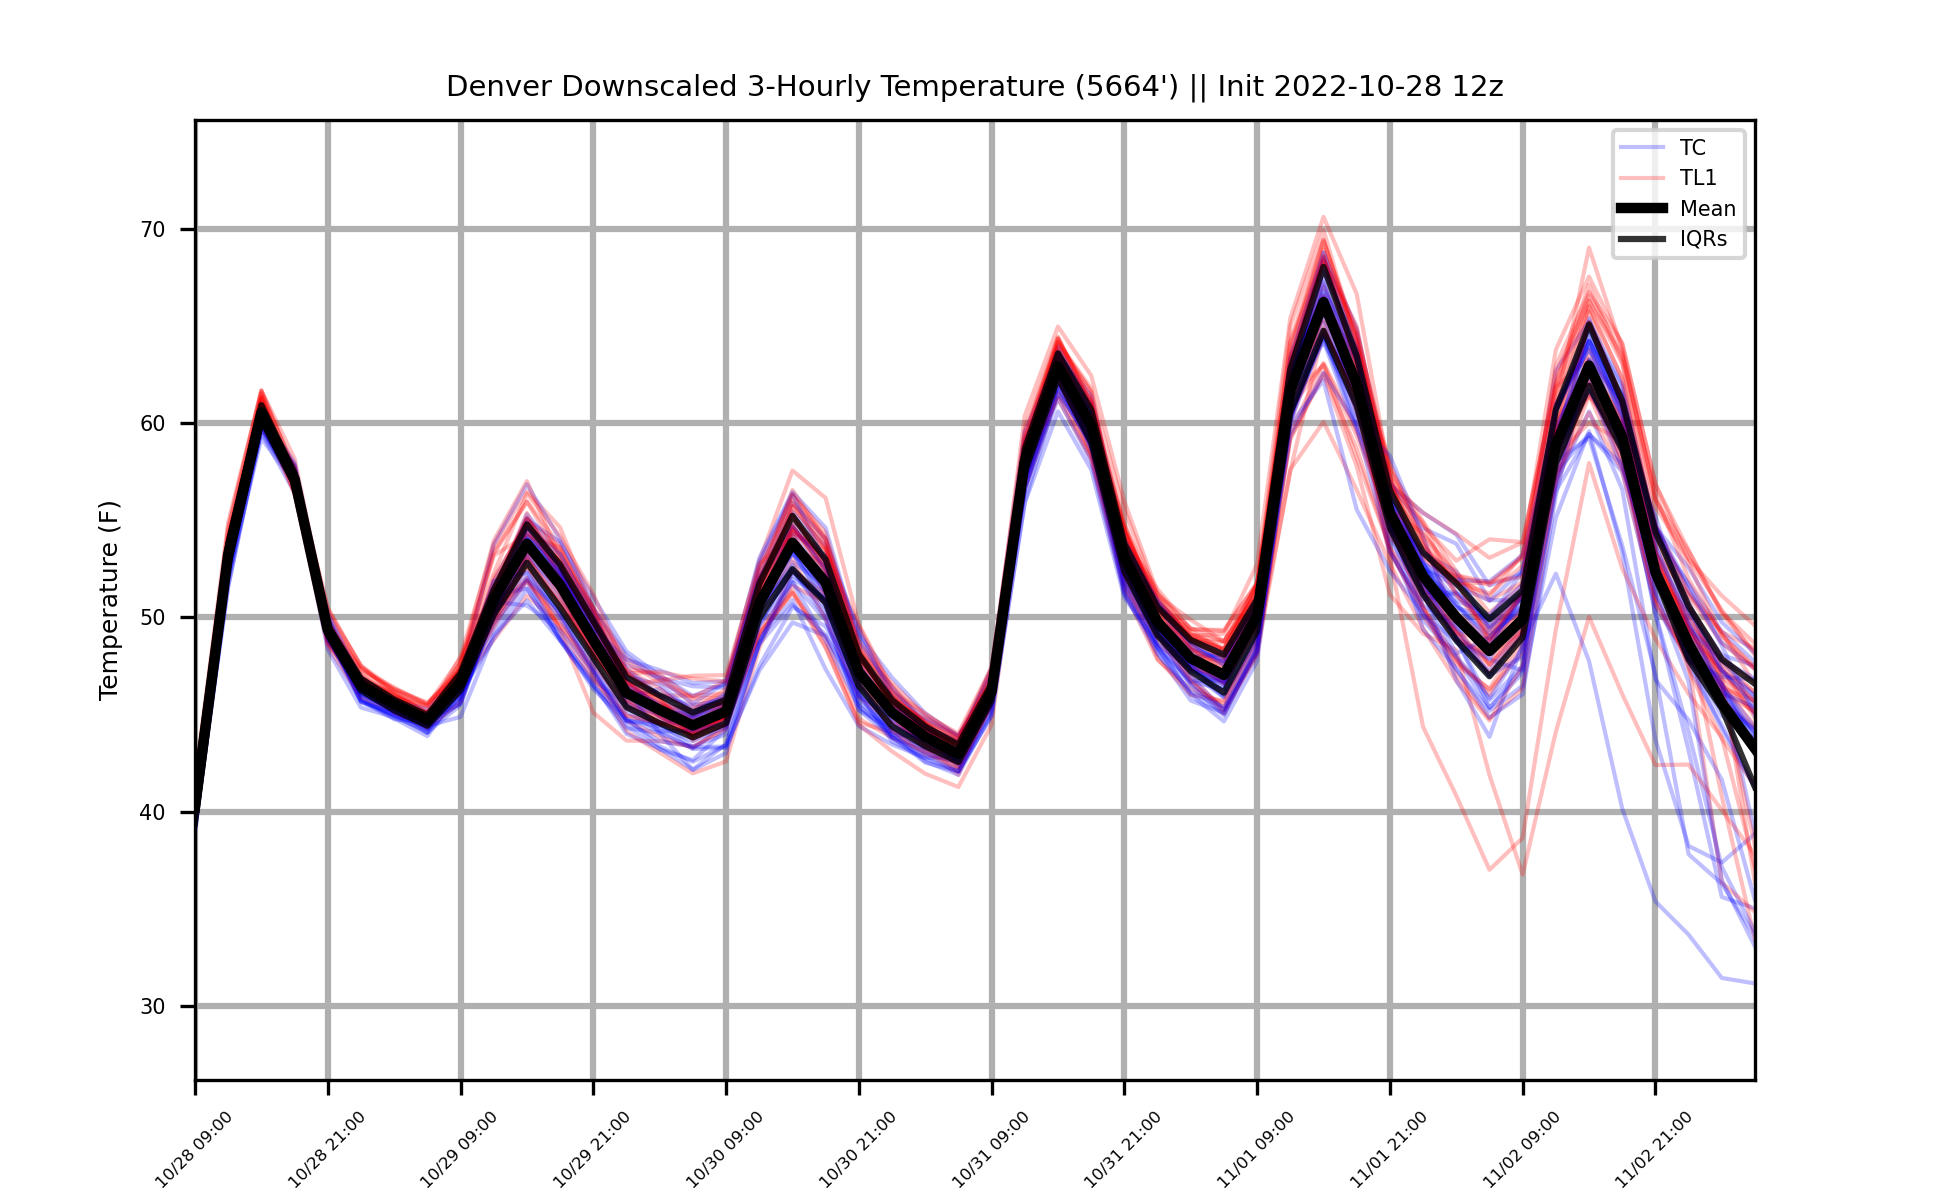 Denver Downscaled 3-Hourly Temperature (5664') || Init 2022-10-28 12z
TC
TL1
Mean
IQRs
Temperature (F)
70
60
50
40
30
10/28 09:00
10/28 21:00
10/29 09:00
10/29 21:00
10/30 09:00
10/30 21:00
10/31 09:00
10/31 21:00
11/01 09:00
11/01 21:00
11/02 09:00
11/02 21:00